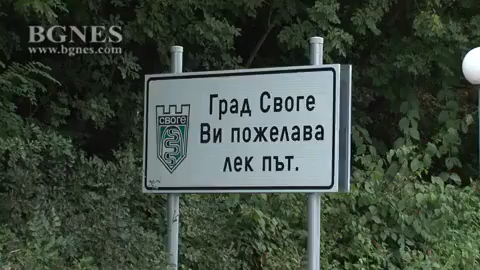 BGNES
www.bgnes.com
СВОГЕ
Град Своге
Ви пожелава
лек път.